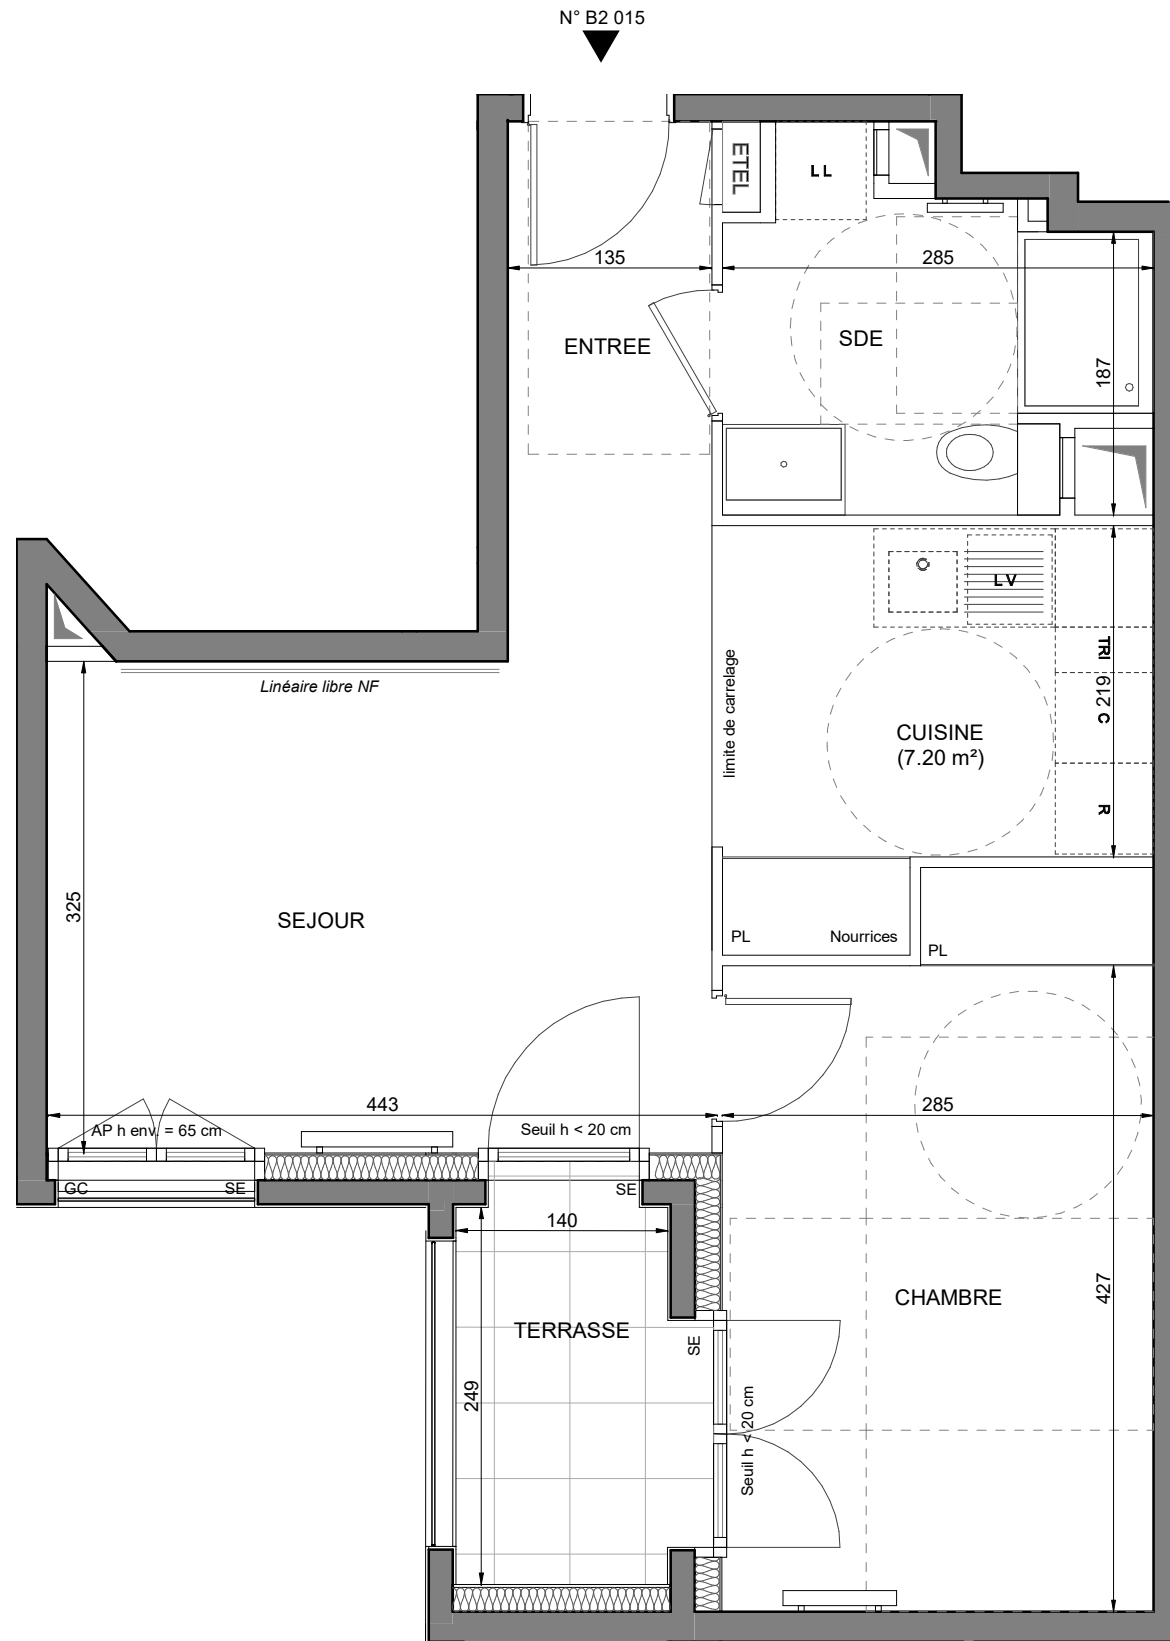 N° B2 015
ETEL
LL
135
285
ENTREE
SDE
187
LV
TRI
Linéaire libre NF
limite de carrelage
219
C
CUISINE
(7.20 m²)
R
325
SEJOUR
PL
Nourrices
PL
443
285
AP h env. = 65 cm
Seuil h < 20 cm
GC
SE
SE
140
CHAMBRE
427
TERRASSE
SE
249
Seuil h < 20 cm